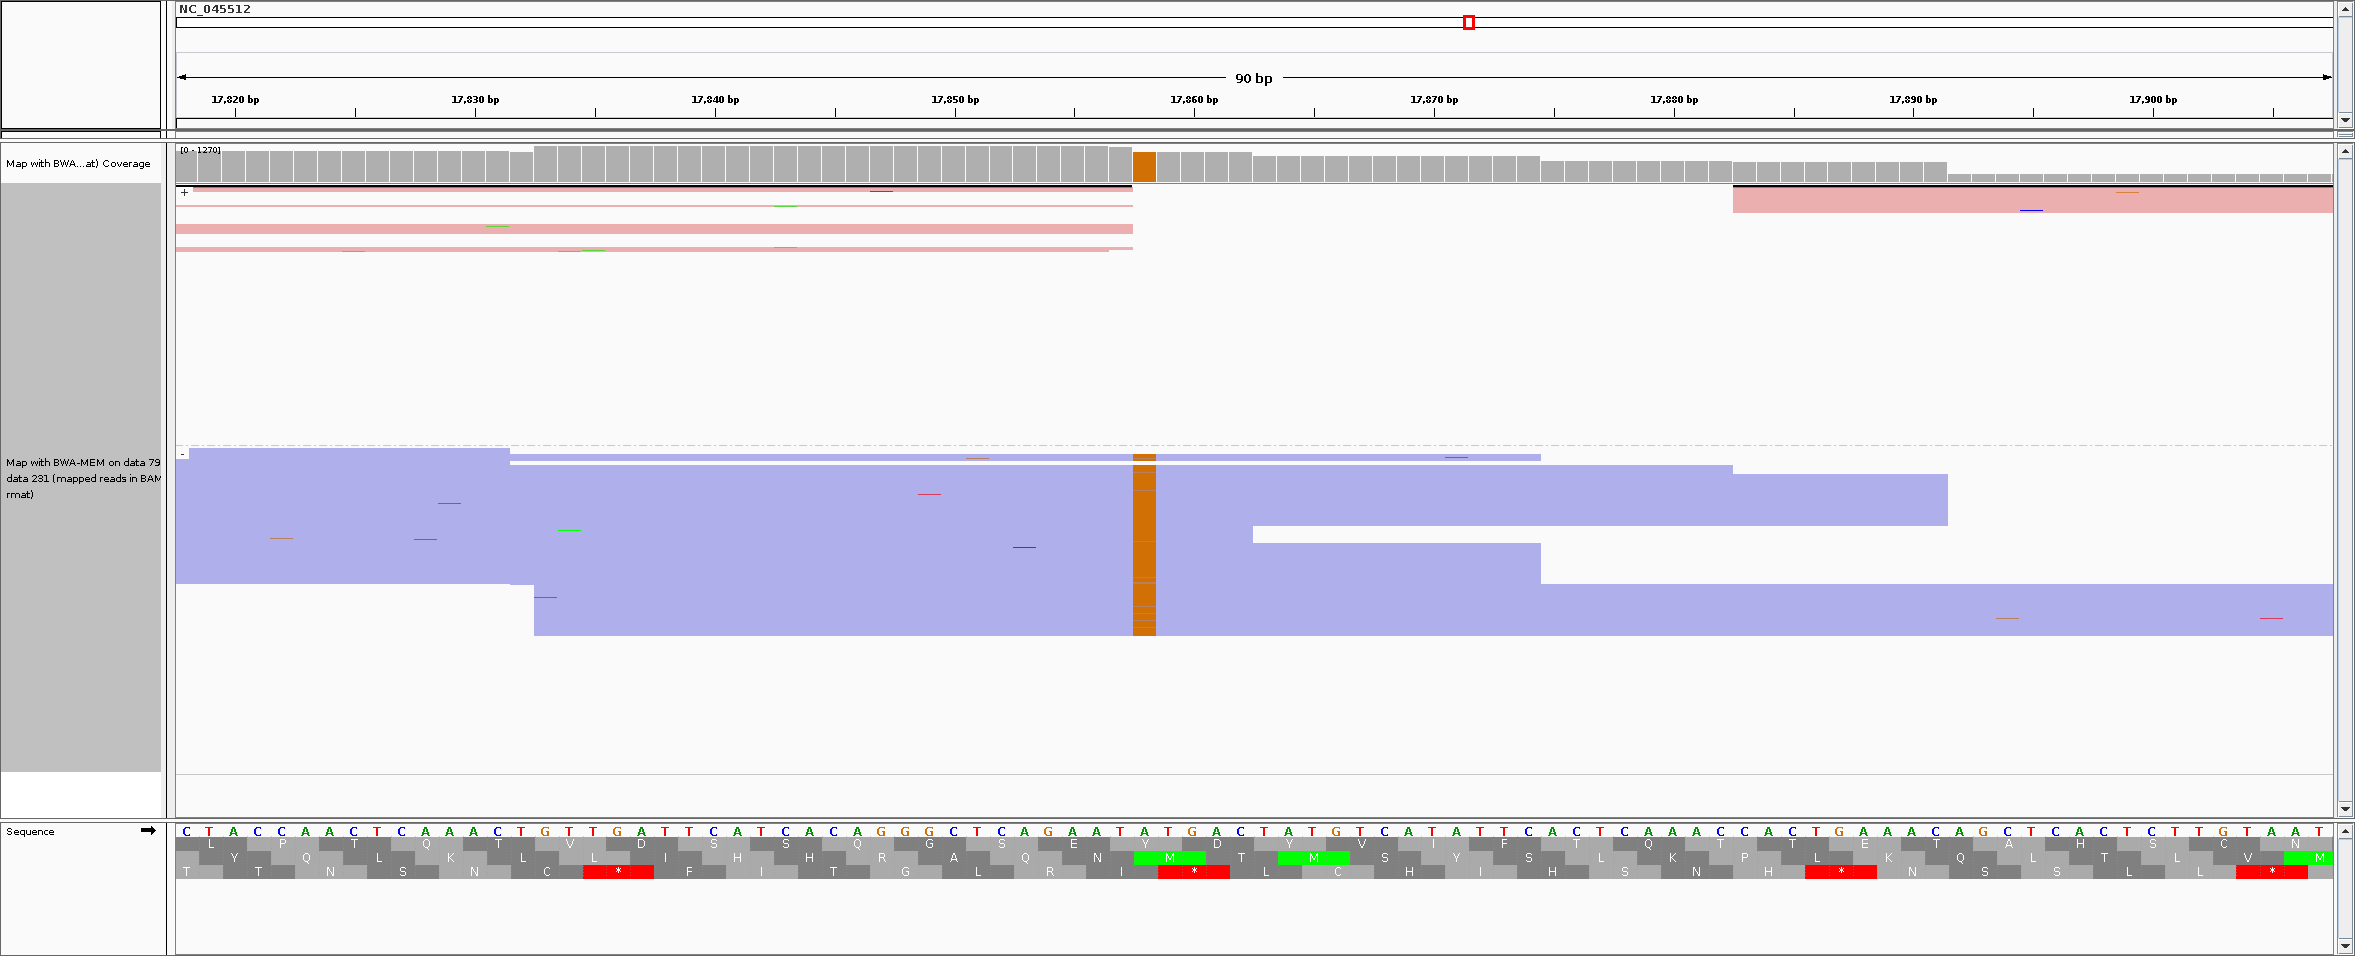 NC_045512
90 bp
17,820 bp 17,830 bp 17,840 bp 17,850 bp 17,860 bp 17,870 bp 17,880 bp 17,890 bp 17,900 bp
[0 - 1270]
Map with BWA...at) Coverage
+
-
Map with BWA-MEM on data 79
data 281 (mapped reads in BAM
rmat)
Sequence
C T A C C A A C T C A A A C T G T T G A T T C A T C A C A G G G C T C A G A A T A T G A C T A T G T C A T A T T C A C T C A A A C C A C T G A A A C A G C T C A C T C T T G T A A T
L P T Q T V D S S Q G S E Y D Y V I F T Q T T E T A H S C N
Y Q L K L L I H H R A Q N M T M S Y S L K P L K Q L T L V M
T T N S N C * F I T G L R I * L C H I H S N H * N S S L L *